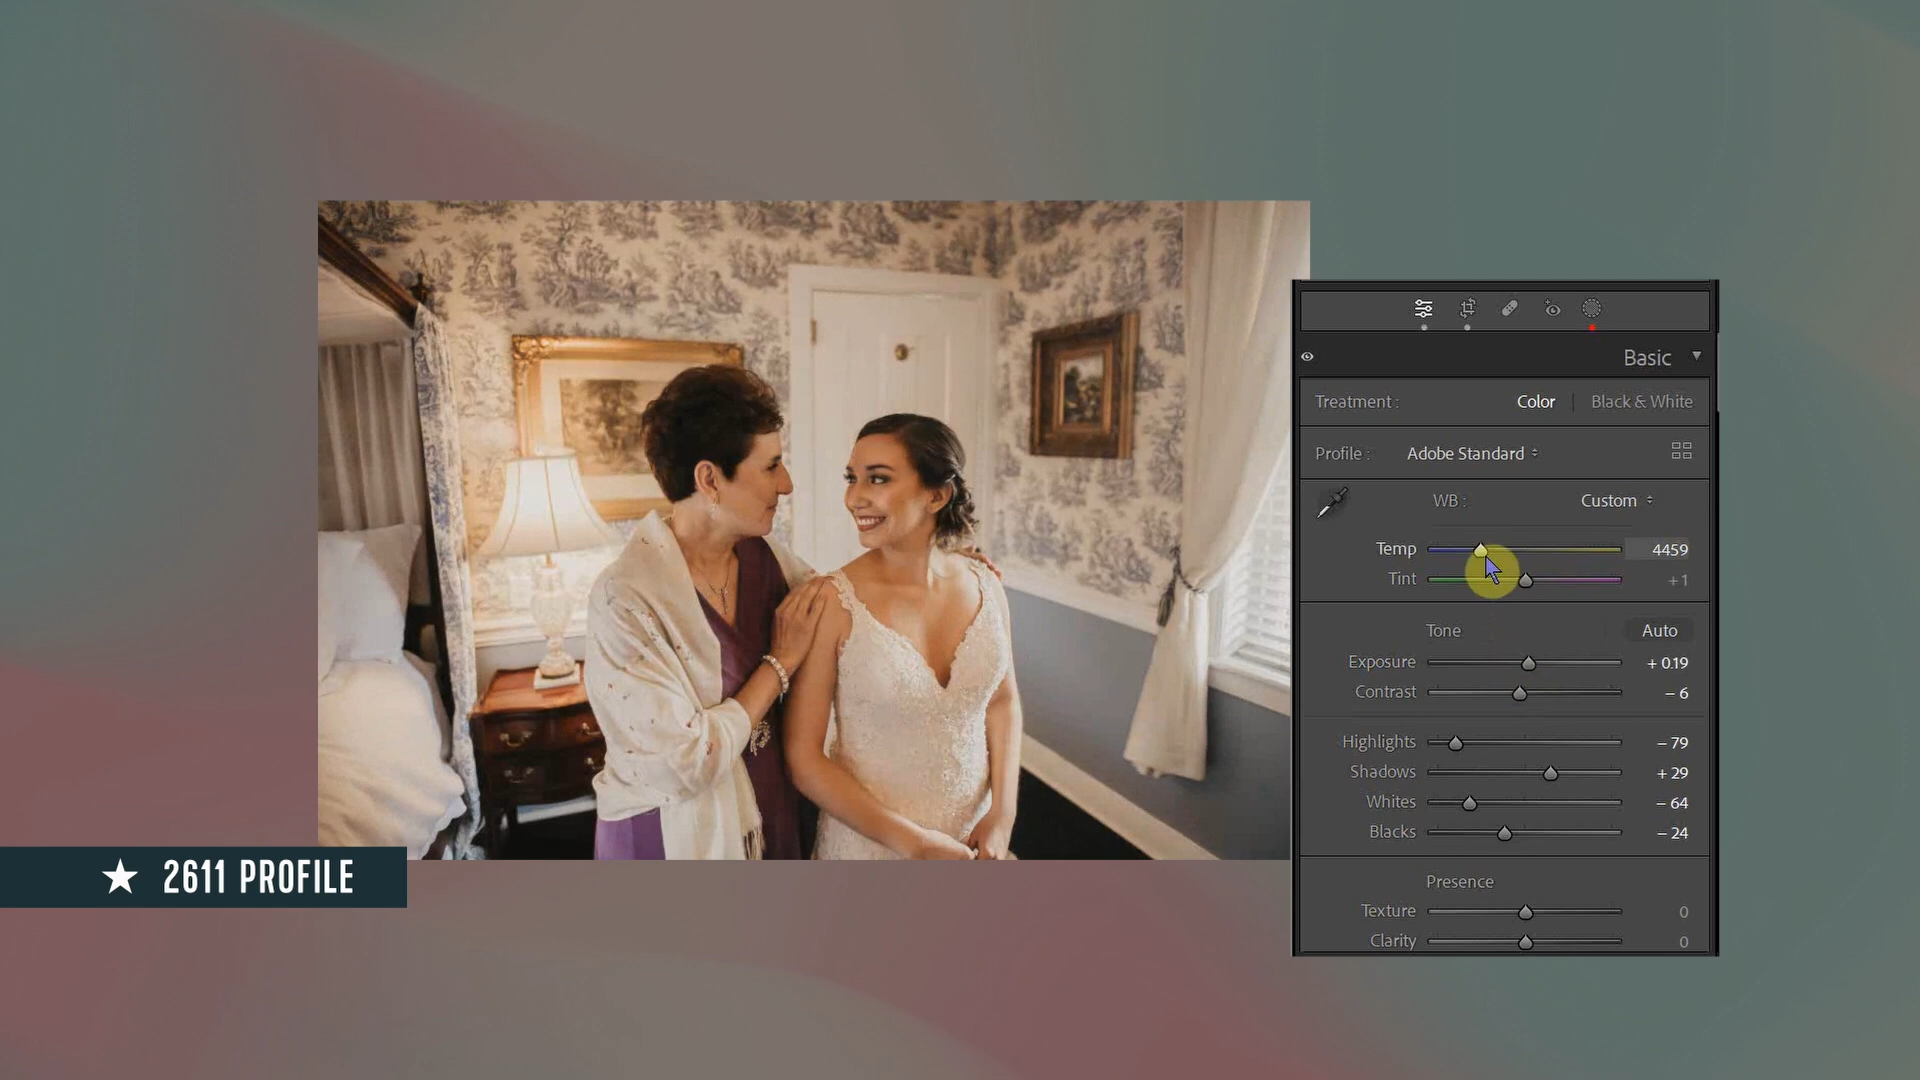 Basic
Treatment : Color | Black & White
Profile : Adobe Standard
WB : Custom
Temp 4459
Tint + 1
Tone Auto
Exposure + 0.19
Contrast – 6
Highlights – 79
Shadows + 29
Whites – 64
Blacks – 24
Presence
Texture 0
Clarity 0
★ 2611 PROFILE